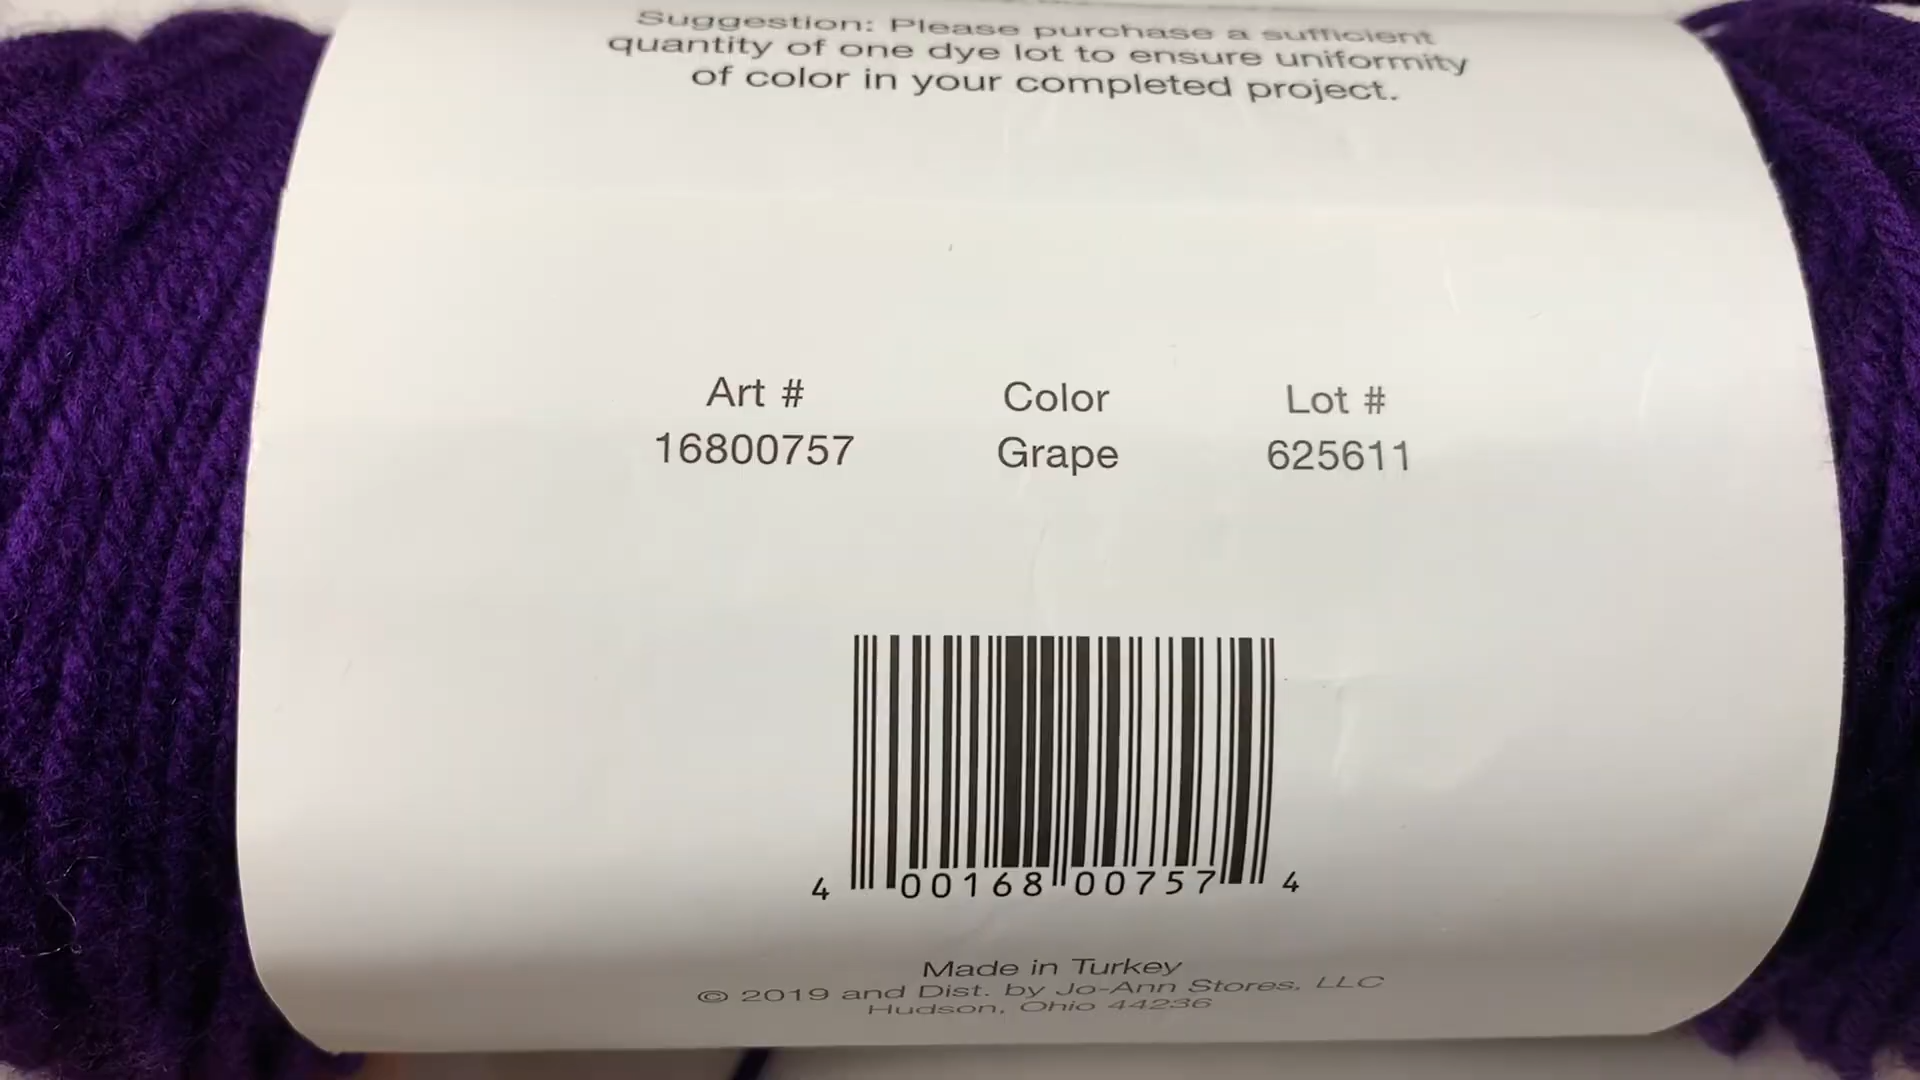 Suggestion: Please purchase a sufficient
quantity of one dye lot to ensure uniformity
of color in your completed project.
Art # Color Lot #
16800757 Grape 625611
4 00168 00757 4
Made in Turkey
© 2019 and Dist. by Jo-Ann Stores, LLC
Hudson, Ohio 44236